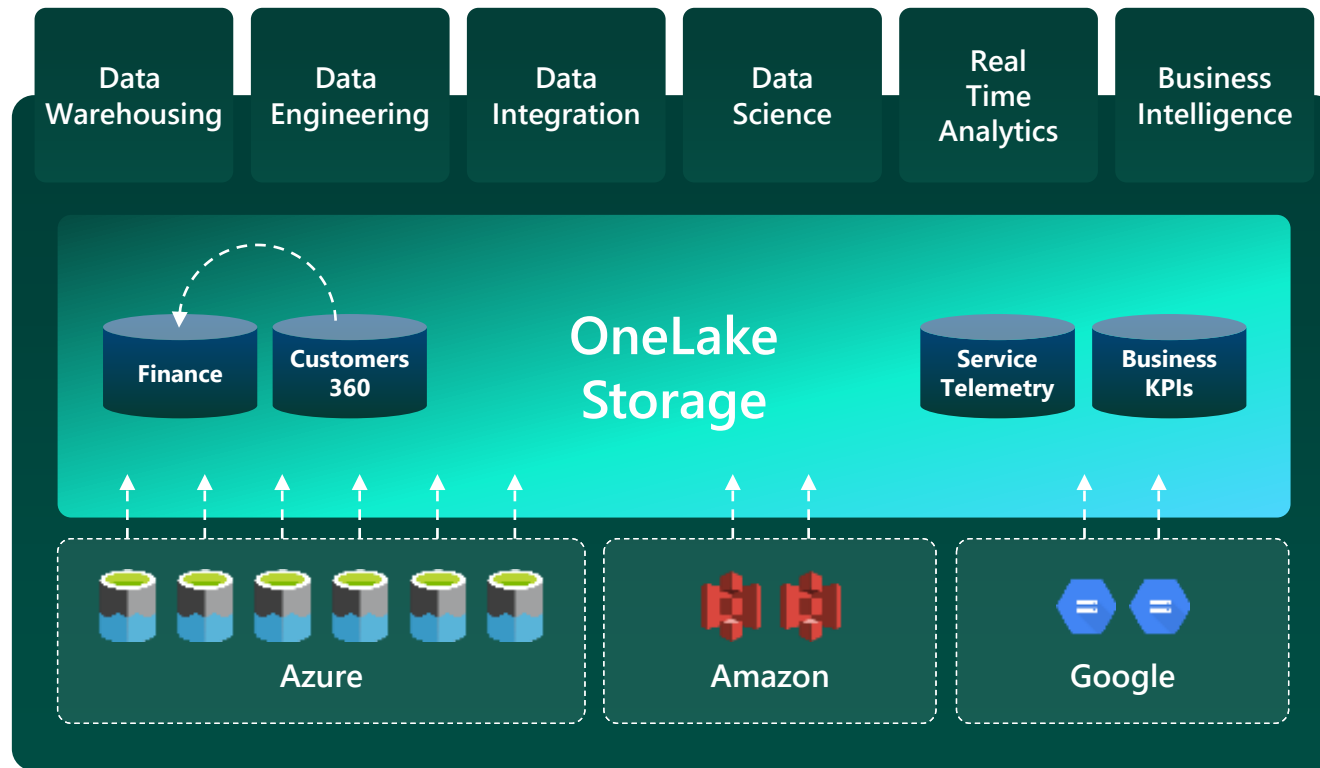 Data
Warehousing
Data
Engineering
Data
Integration
Data
Science
Real
Time
Analytics
Business
Intelligence
OneLake
Storage
Finance
Customers
360
Service
Telemetry
Business
KPIs
Azure
Amazon
Google